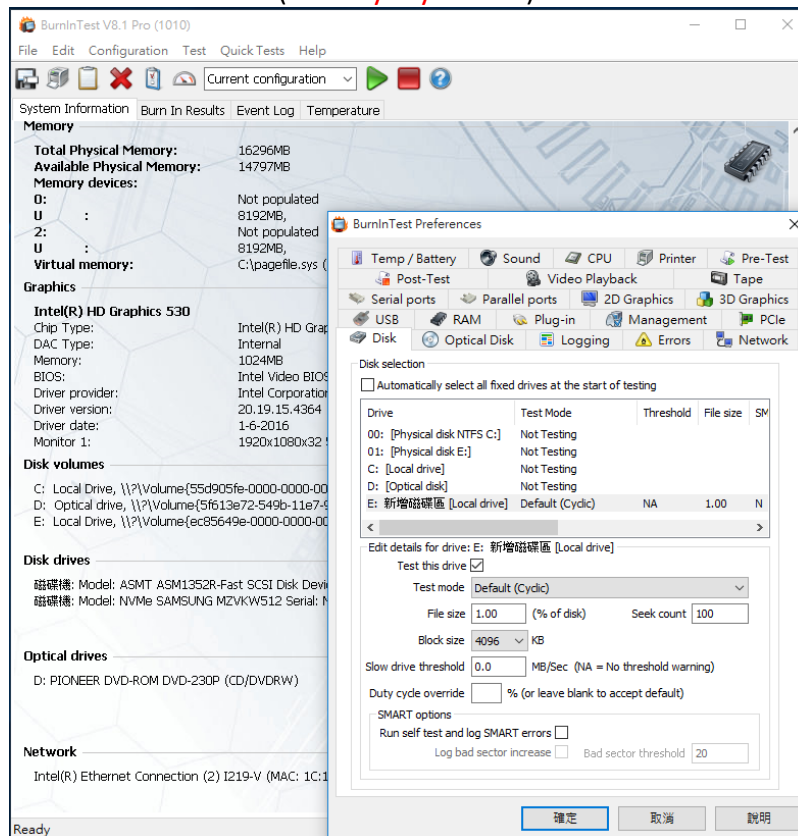 BurnInTest V8.1 Pro (1010)
File Edit Configuration Test Quick Tests Help
Current configuration
System Information Burn In Results Event Log Temperature
Memory
Total Physical Memory: 16296MB
Available Physical Memory: 14797MB
Memory devices:
0: Not populated
U : 8192MB,
2: Not populated
U : 8192MB,
Virtual memory: C:\pagefile.sys (
Graphics
Intel(R) HD Graphics 530
Chip Type: Intel(R) HD Grap
DAC Type: Internal
Memory: 1024MB
BIOS: Intel Video BIOS
Driver provider: Intel Corporation
Driver version: 20.19.15.4364
Driver date: 1-6-2016
Monitor 1: 1920x1080x32
Disk volumes
C: Local Drive, \\?\Volume{55d905fe-0000-0000-00
D: Optical drive, \\?\Volume{5f613e72-549b-11e7-9
E: Local Drive, \\?\Volume{ec85649e-0000-0000-00
Disk drives
磁碟機: Model: ASMT ASM1352R-Fast SCSI Disk Devi
磁碟機: Model: NVMe SAMSUNG MZVKW512 Serial:
Optical drives
D: PIONEER DVD-ROM DVD-230P (CD/DVDRW)
Network
Intel(R) Ethernet Connection (2) I219-V (MAC: 1C:1
Ready
BurnInTest Preferences
Temp / Battery Sound CPU Printer Pre-Test
Post-Test Video Playback Tape
Serial ports Parallel ports 2D Graphics 3D Graphics
USB RAM Plug-in Management PCIe
Disk Optical Disk Logging Errors Network
Disk selection
Automatically select all fixed drives at the start of testing
Drive Test Mode Threshold File size SM
00: [Physical disk NTFS C:] Not Testing
01: [Physical disk E:] Not Testing
C: [Local drive] Not Testing
D: [Optical disk] Not Testing
E: 新增磁碟區 [Local drive] Default (Cyclic) NA 1.00 N
Edit details for drive: E: 新增磁碟區 [Local drive]
Test this drive
Test mode Default (Cyclic)
File size 1.00 (% of disk) Seek count 100
Block size 4096 KB
Slow drive threshold 0.0 MB/Sec (NA = No threshold warning)
Duty cycle override % (or leave blank to accept default)
SMART options
Run self test and log SMART errors
Log bad sector increase Bad sector threshold 20
確定 取消 說明